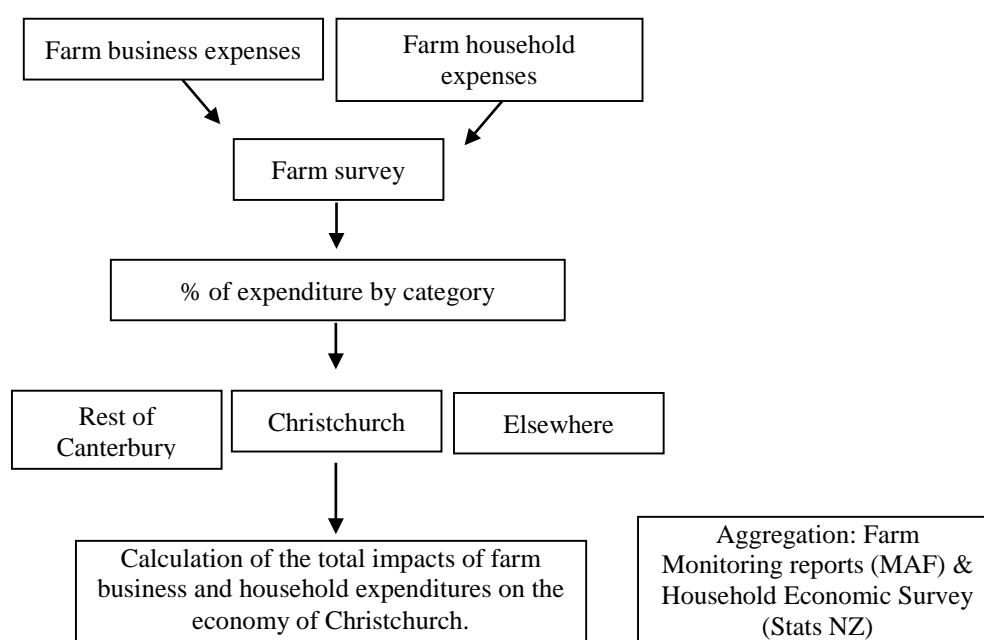 Farm business expenses
Farm household
expenses
Farm survey
% of expenditure by category
Rest of
Canterbury
Christchurch
Elsewhere
Calculation of the total impacts of farm
business and household expenditures on the
economy of Christchurch.
Aggregation: Farm
Monitoring reports (MAF) &
Household Economic Survey
(Stats NZ)